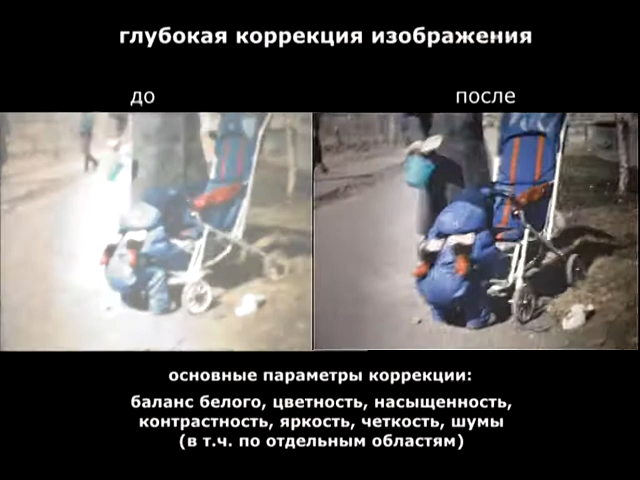 глубокая коррекция изображения
до
после
основные параметры коррекции:
баланс белого, цветность, насыщенность,
контрастность, яркость, четкость, шумы
(в т.ч. по отдельным областям)